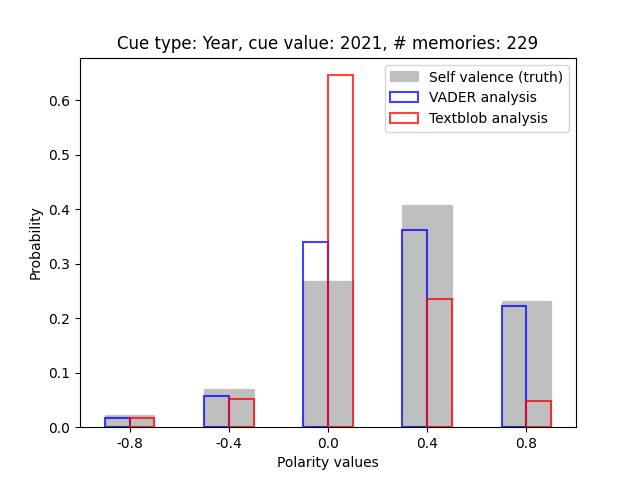 Cue type: Year, cue value: 2021, # memories: 229
Self valence (truth)
VADER analysis
Textblob analysis
Probability
0.6
0.5
0.4
0.3
0.2
0.1
0.0
-0.8 -0.4 0.0 0.4 0.8
Polarity values